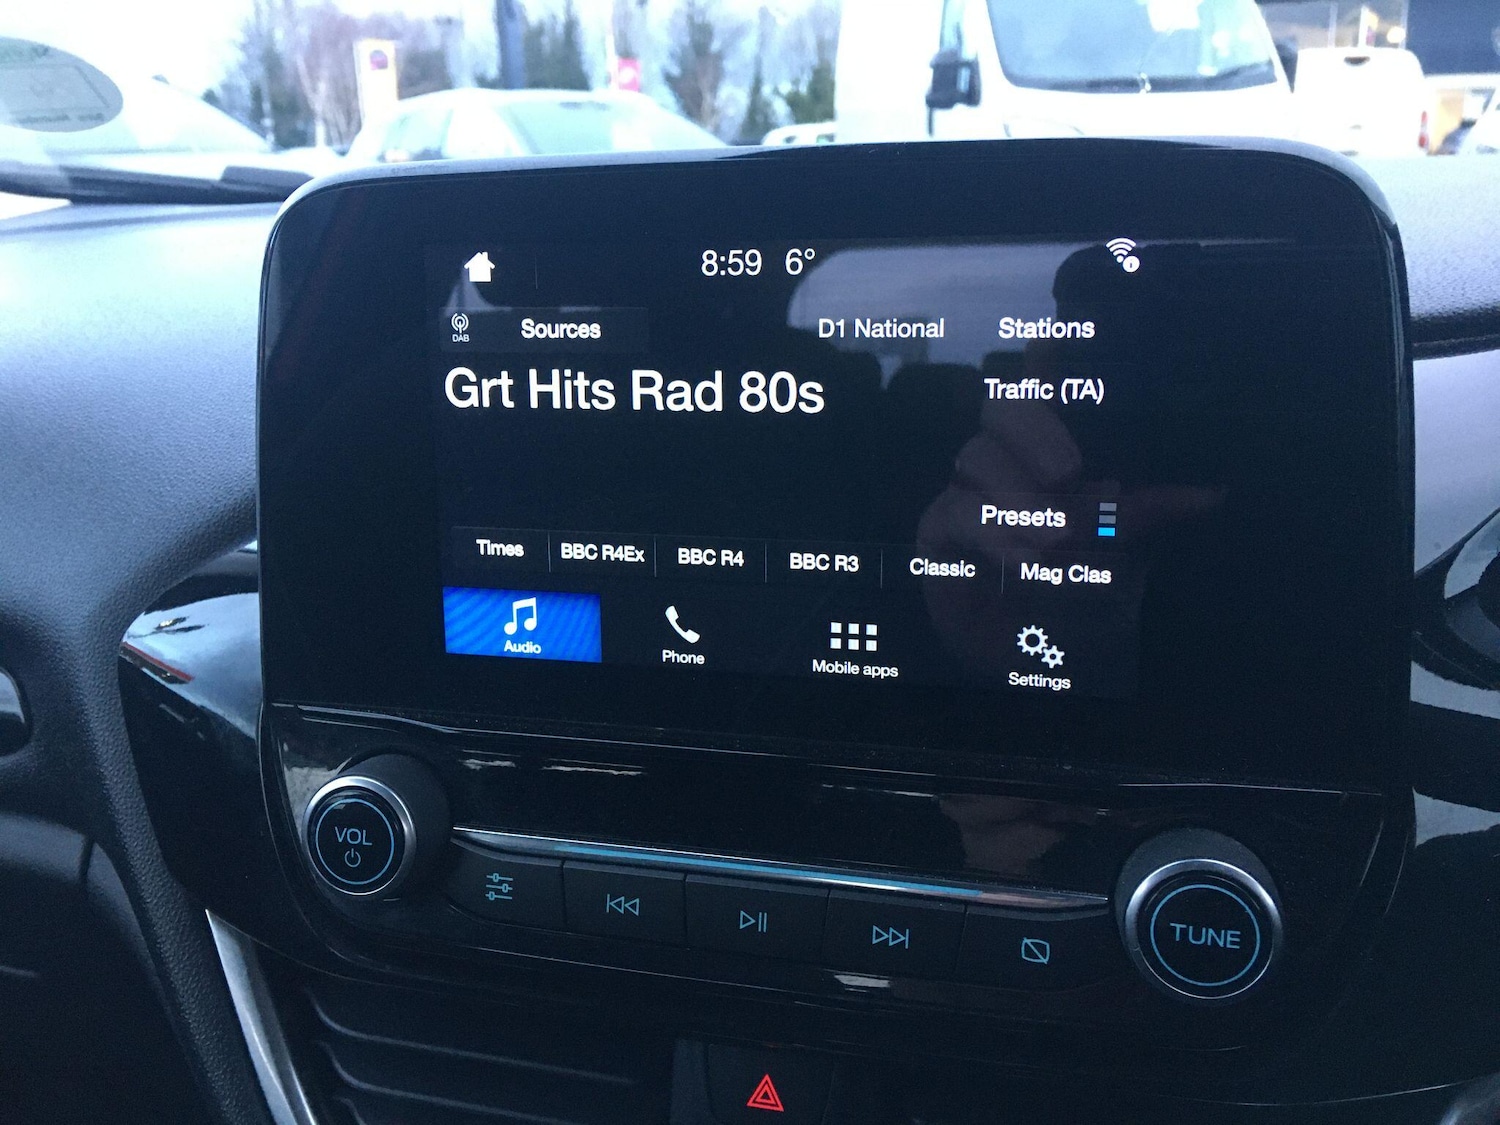 8:59 6°
DAB Sources D1 National Stations
Grt Hits Rad 80s Traffic (TA)
Presets
Times BBC R4Ex BBC R4 BBC R3 Classic Mag Clas
Audio Phone Mobile apps Settings
VOL
TUNE